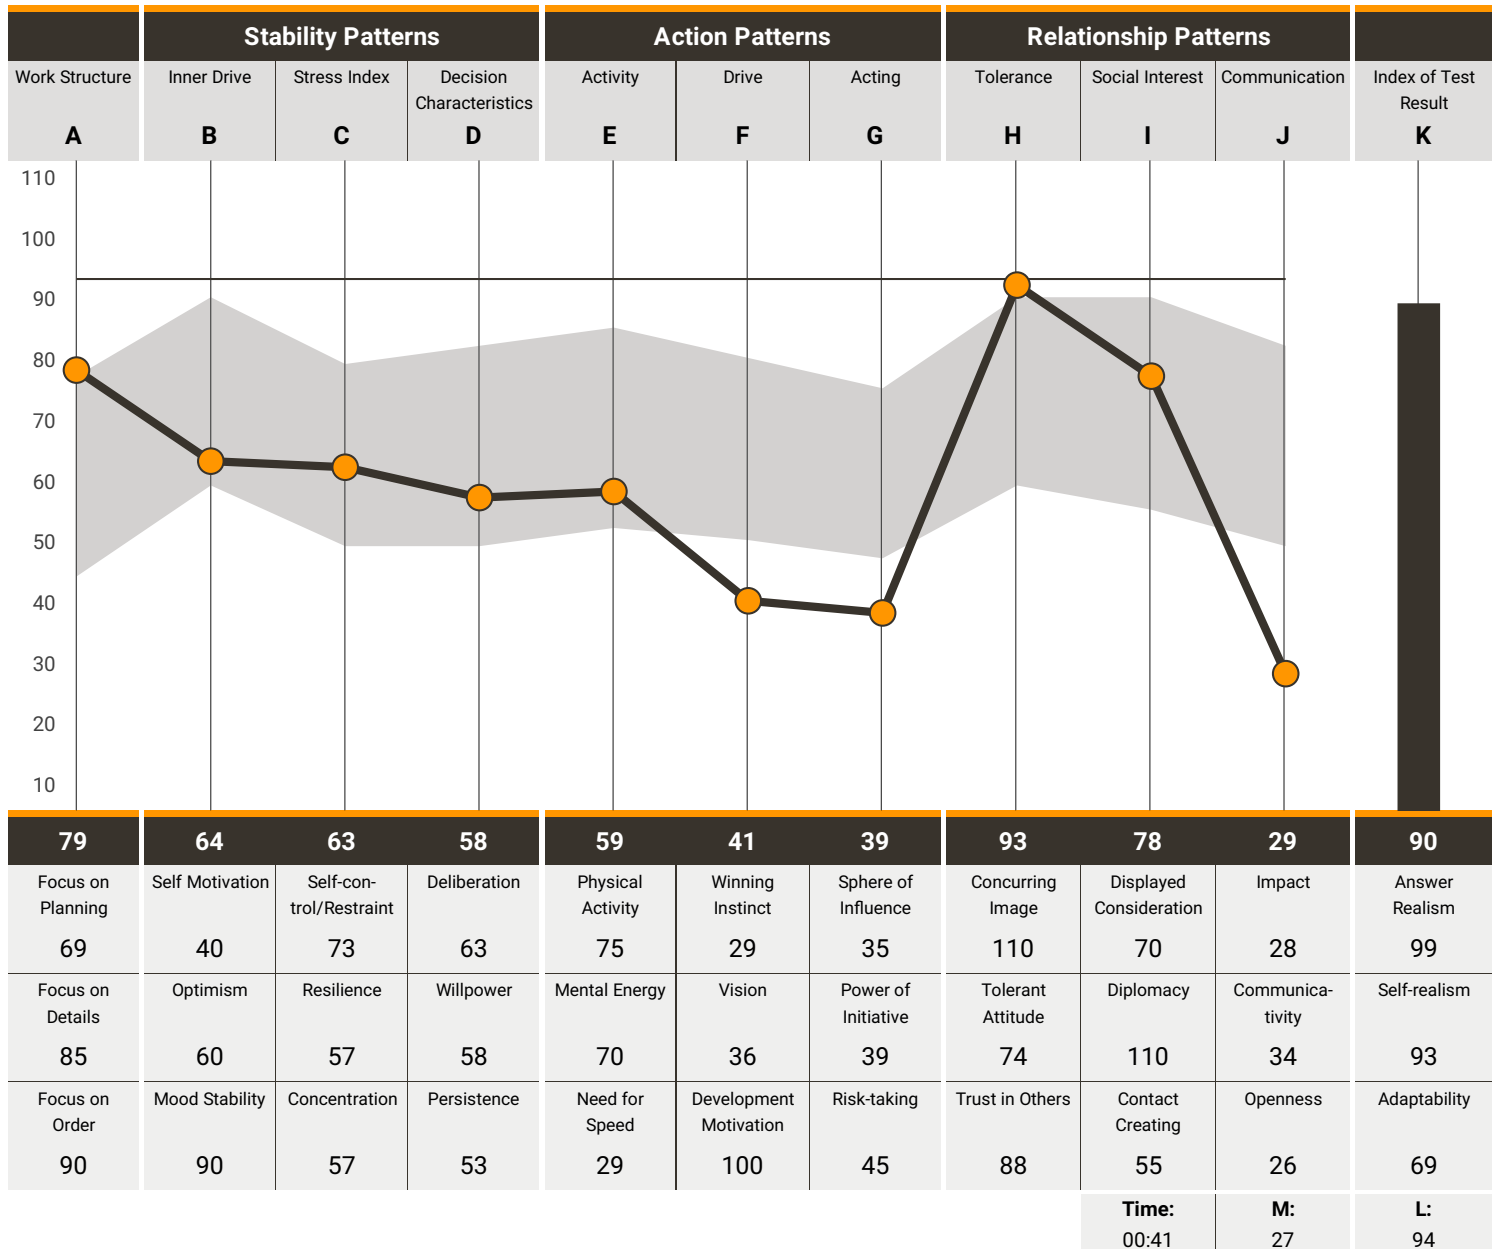 Stability Patterns Action Patterns Relationship Patterns
Work Structure Inner Drive Stress Index Decision Activity Drive Acting Tolerance Social Interest Communication Index of Test
Characteristics Result
A B C D E F G H I J K
110
100
90
80
70
60
50
40
30
20
10
79 64 63 58 59 41 39 93 78 29 90
Focus on Self Motivation Self-con- Deliberation Physical Winning Sphere of Concurring Displayed Impact Answer
Planning trol/Restraint Activity Instinct Influence Image Consideration Realism
69 40 73 63 75 29 35 110 70 28 99
Focus on Optimism Resilience Willpower Mental Energy Vision Power of Tolerant Diplomacy Communica- Self-realism
Details Initiative Attitude tivity
85 60 57 58 70 36 39 74 110 34 93
Focus on Mood Stability Concentration Persistence Need for Development Risk-taking Trust in Others Contact Openness Adaptability
Order Speed Motivation Creating
90 90 57 53 29 100 45 88 55 26 69
Time: M: L:
00:41 27 94